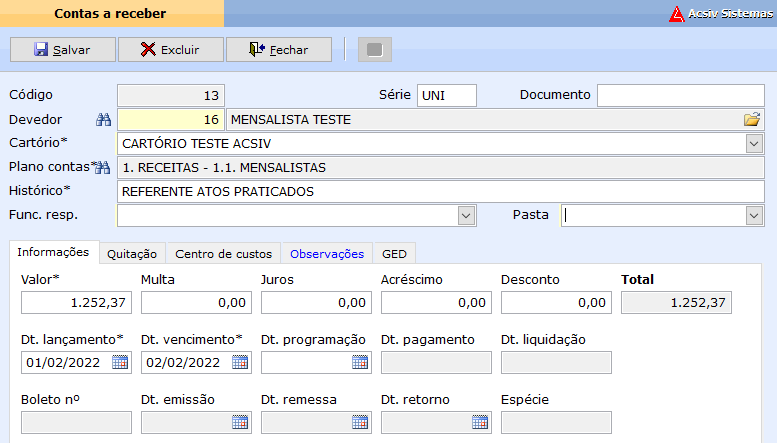 Contas a receber
Acsiv Sistemas
Salvar Excluir Fechar
Código 13 Série UNI Documento
Devedor 16 MENSALISTA TESTE
Cartório* CARTÓRIO TESTE ACSIV
Plano contas* 1. RECEITAS - 1.1. MENSALISTAS
Histórico* REFERENTE ATOS PRATICADOS
Func. resp. Pasta
Informações Quitação Centro de custos Observações GED
Valor* Multa Juros Acréscimo Desconto Total
1.252,37 0,00 0,00 0,00 0,00 1.252,37
Dt. lançamento* Dt. vencimento* Dt. programação Dt. pagamento Dt. liquidação
01/02/2022 02/02/2022
Boleto nº Dt. emissão Dt. remessa Dt. retorno Espécie